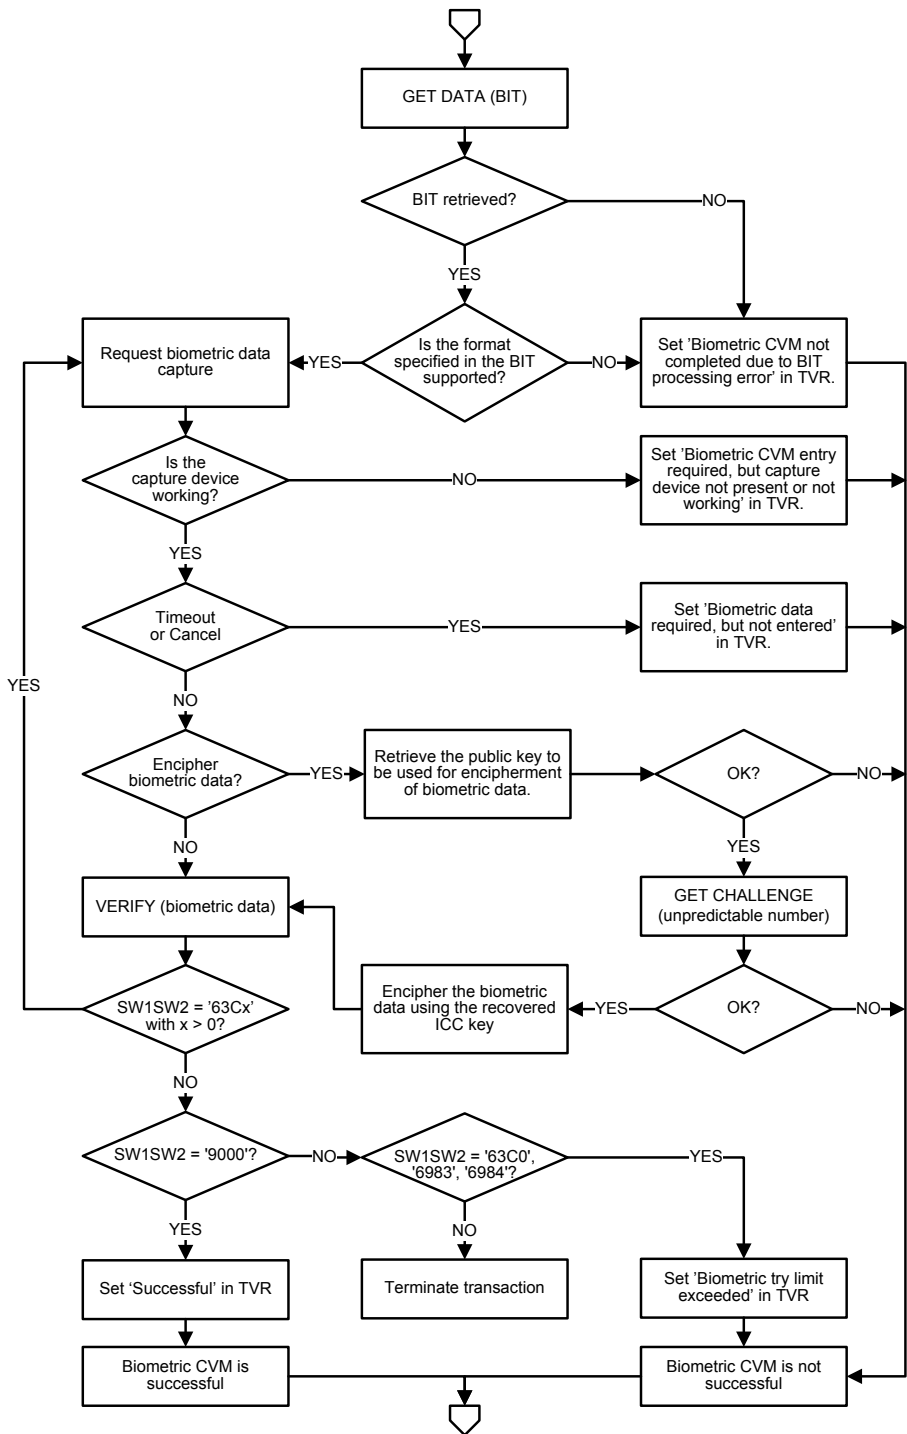 GET DATA (BIT)
BIT retrieved?
NO
YES
Request biometric data
capture
YES
Is the format
specified in the BIT
supported?
NO
Set 'Biometric CVM not
completed due to BIT
processing error' in TVR.
Is the
capture device
working?
NO
Set 'Biometric CVM entry
required, but capture
device not present or not
working' in TVR.
YES
Timeout
or Cancel
YES
Set 'Biometric data
required, but not entered'
in TVR.
YES
NO
Encipher
biometric data?
YES
Retrieve the public key to
be used for encipherment
of biometric data.
OK?
NO
NO
YES
VERIFY (biometric data)
GET CHALLENGE
(unpredictable number)
SW1SW2 = '63Cx'
with x > 0?
Encipher the biometric
data using the recovered
ICC key
YES
OK?
NO
NO
SW1SW2 = '9000'?
NO
SW1SW2 = '63C0',
'6983', '6984'?
YES
YES
NO
Set ‘Successful’ in TVR
Terminate transaction
Set 'Biometric try limit
exceeded' in TVR
Biometric CVM is
successful
Biometric CVM is not
successful